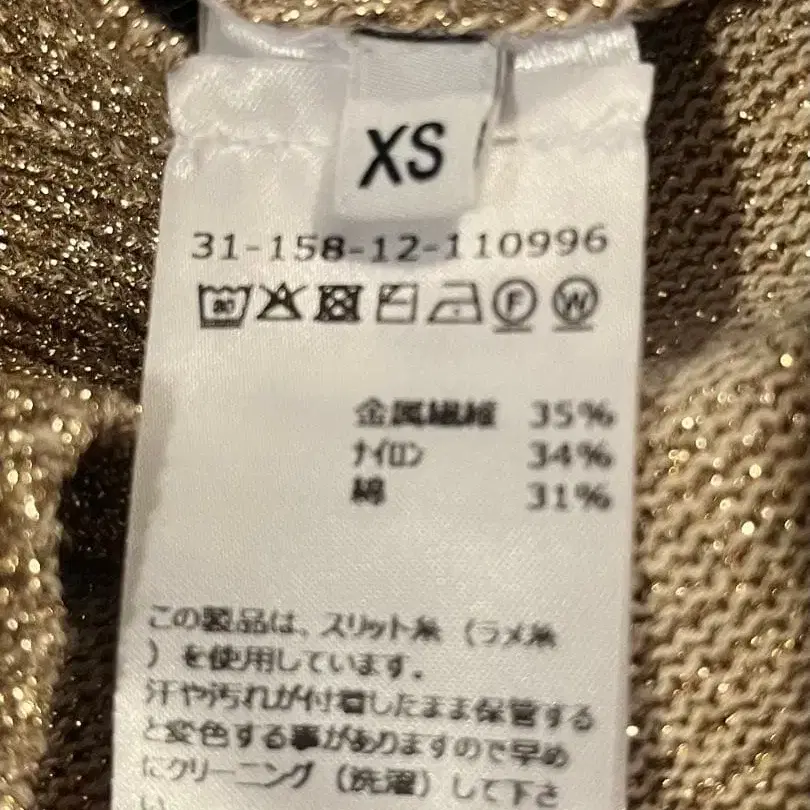 XS
31-158-12-110996
30
F W
金属繊維 35%
ナイロン 34%
綿 31%
この製品は、スリット糸（ラメ糸
）を使用しています。
汗や汚れが付着したまま保管する
と変色する事がありますので早め
にクリーニング（洗濯）して下さ
い